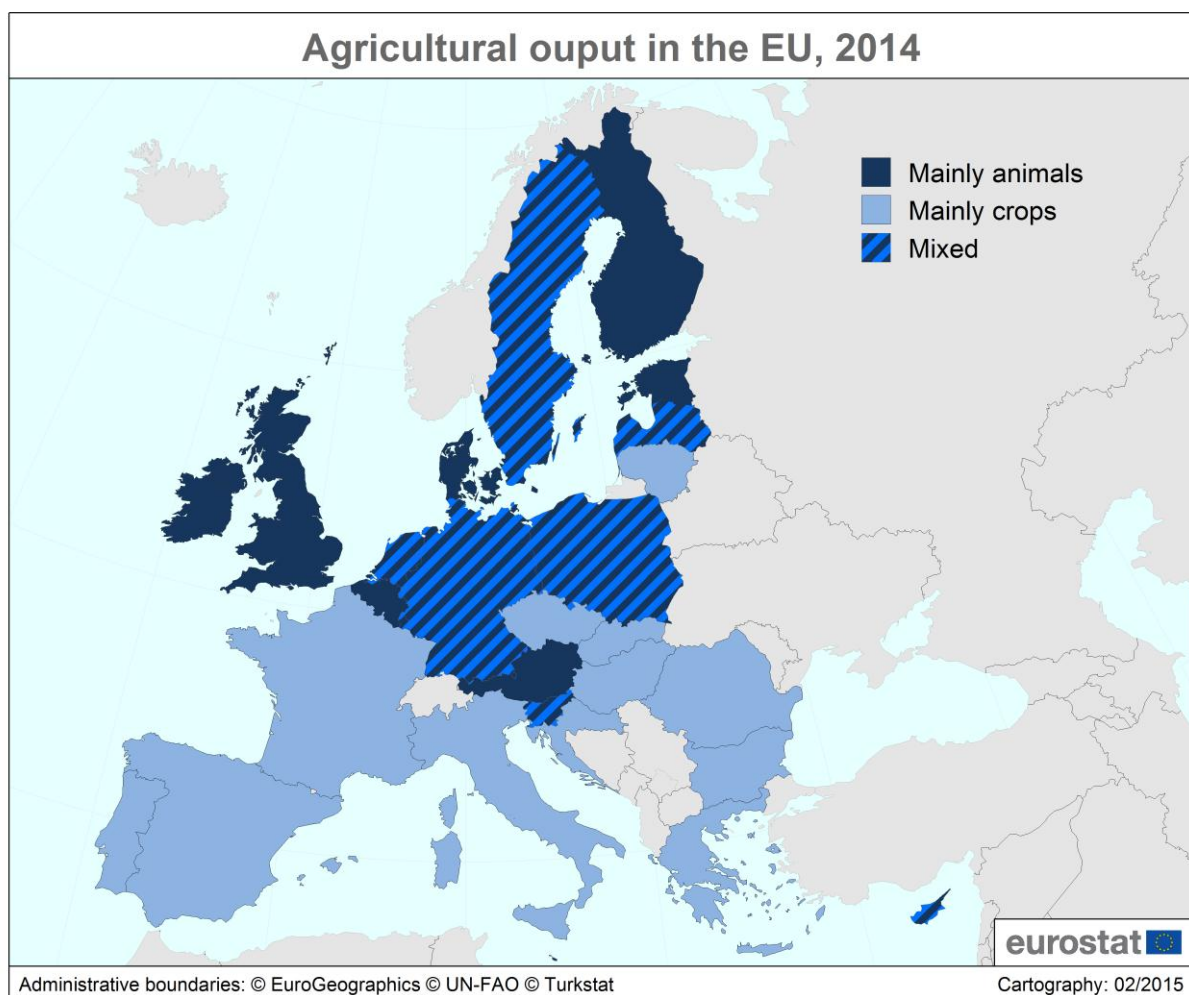 Agricultural ouput in the EU, 2014
Mainly animals
Mainly crops
Mixed
eurostat
Administrative boundaries: © EuroGeographics © UN-FAO © Turkstat
Cartography: 02/2015